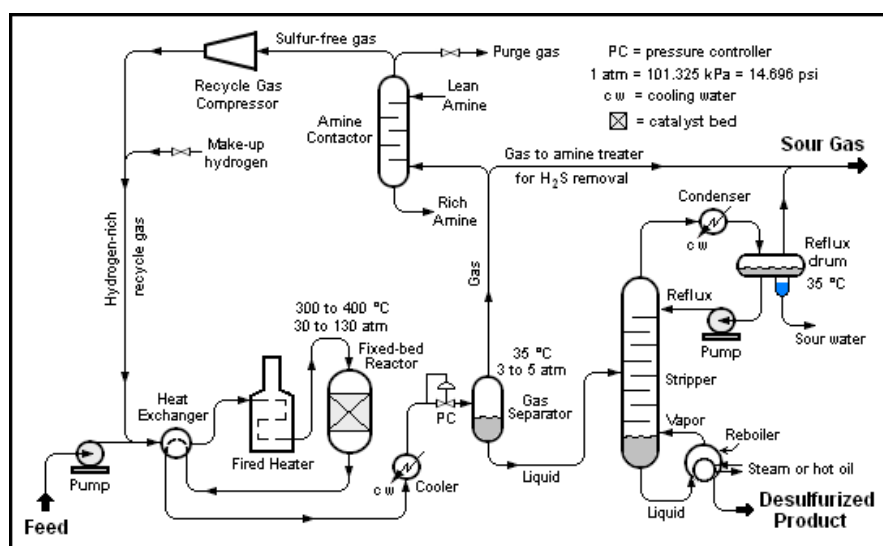 Sulfur-free gas
Purge gas
PC = pressure controller
1 atm = 101.325 kPa = 14.696 psi
c w = cooling water
= catalyst bed
Recycle Gas
Compressor
Lean
Amine
Amine
Contactor
Make-up
hydrogen
Sour Gas
Gas to amine treater
for H₂S removal
Rich
Amine
Condenser
c w
Hydrogen-rich
recycle gas
Gas
Reflux
drum
35 ºC
Reflux
Pump
Sour water
300 to 400 ºC
30 to 130 atm
Fixed-bed
Reactor
35 ºC
3 to 5 atm
Gas
Separator
PC
Stripper
Heat
Exchanger
Vapor
Reboiler
Fired Heater
Steam or hot oil
Pump
c w
Cooler
Liquid
Liquid
Feed
Desulfurized
Product